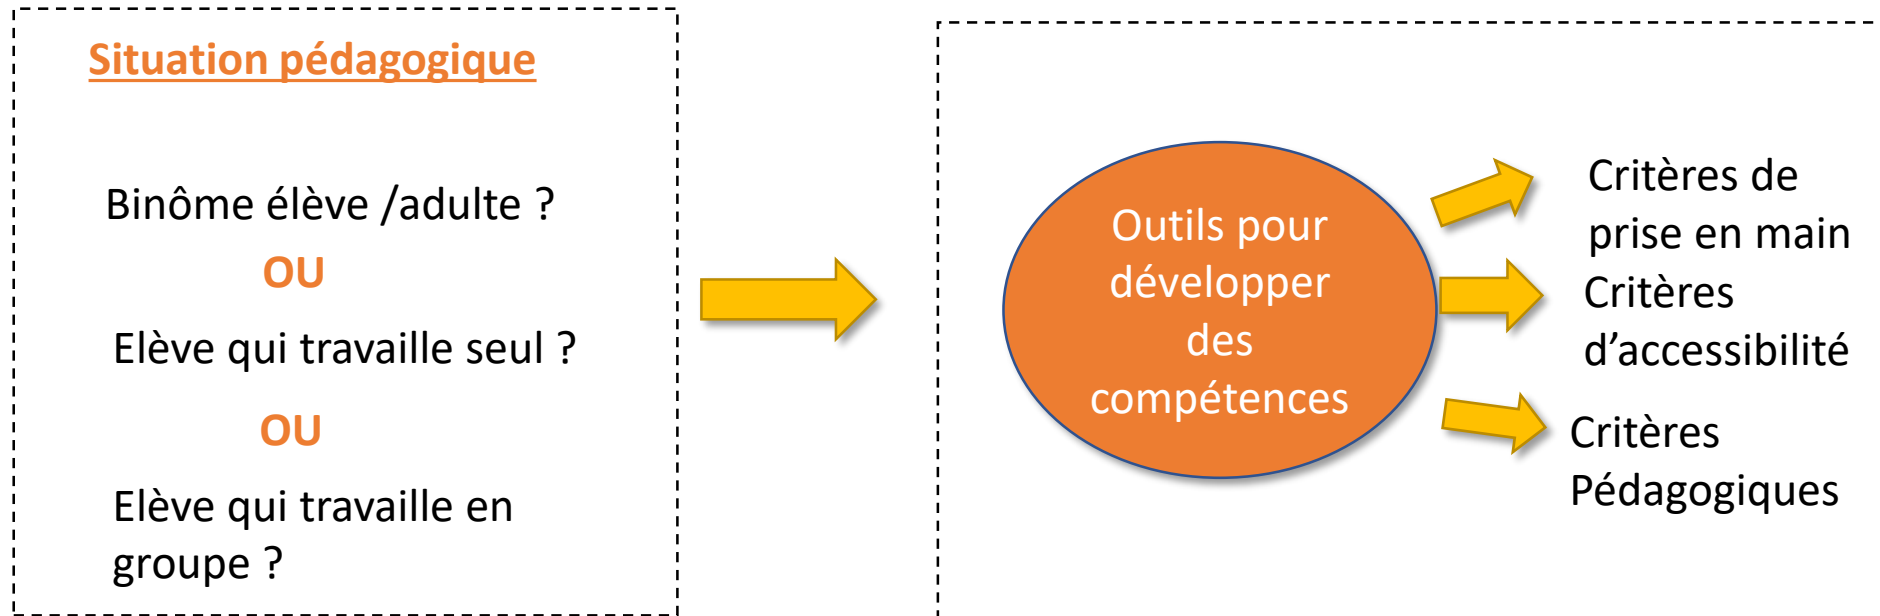 Situation pédagogique
Binôme élève /adulte ?
OU
Elève qui travaille seul ?
OU
Elève qui travaille en
groupe ?
Outils pour
développer
des
compétences
Critères de
prise en main
Critères
d’accessibilité
Critères
Pédagogiques